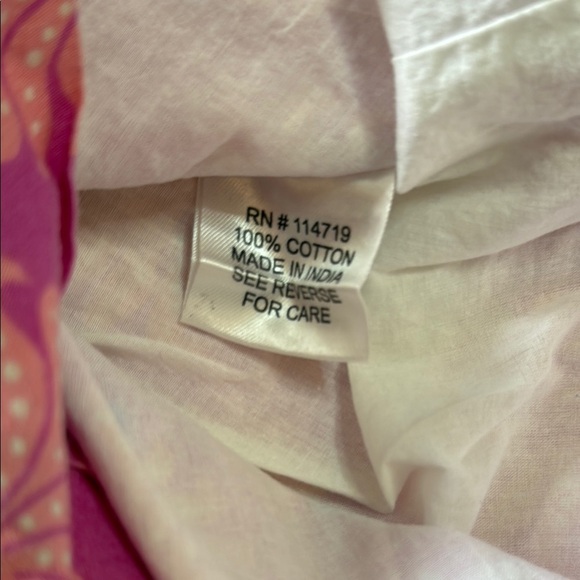 RN # 114719
100% COTTON
MADE IN INDIA
SEE REVERSE
FOR CARE